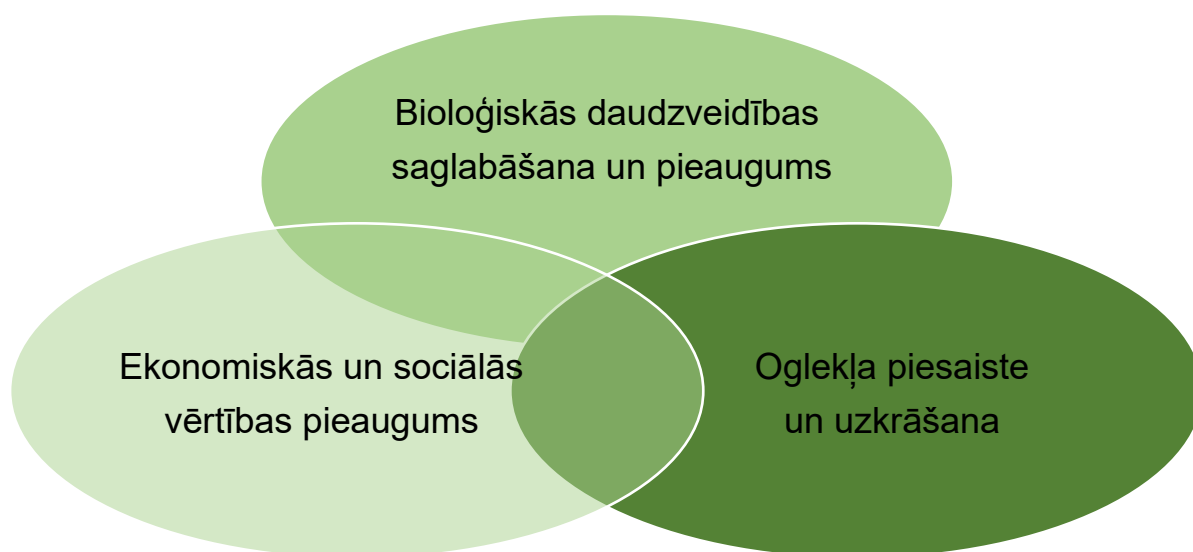 Bioloģiskās daudzveidības
saglabāšana un pieaugums
Ekonomiskās un sociālās
vērtības pieaugums
Oglekļa piesaiste
un uzkrāšana